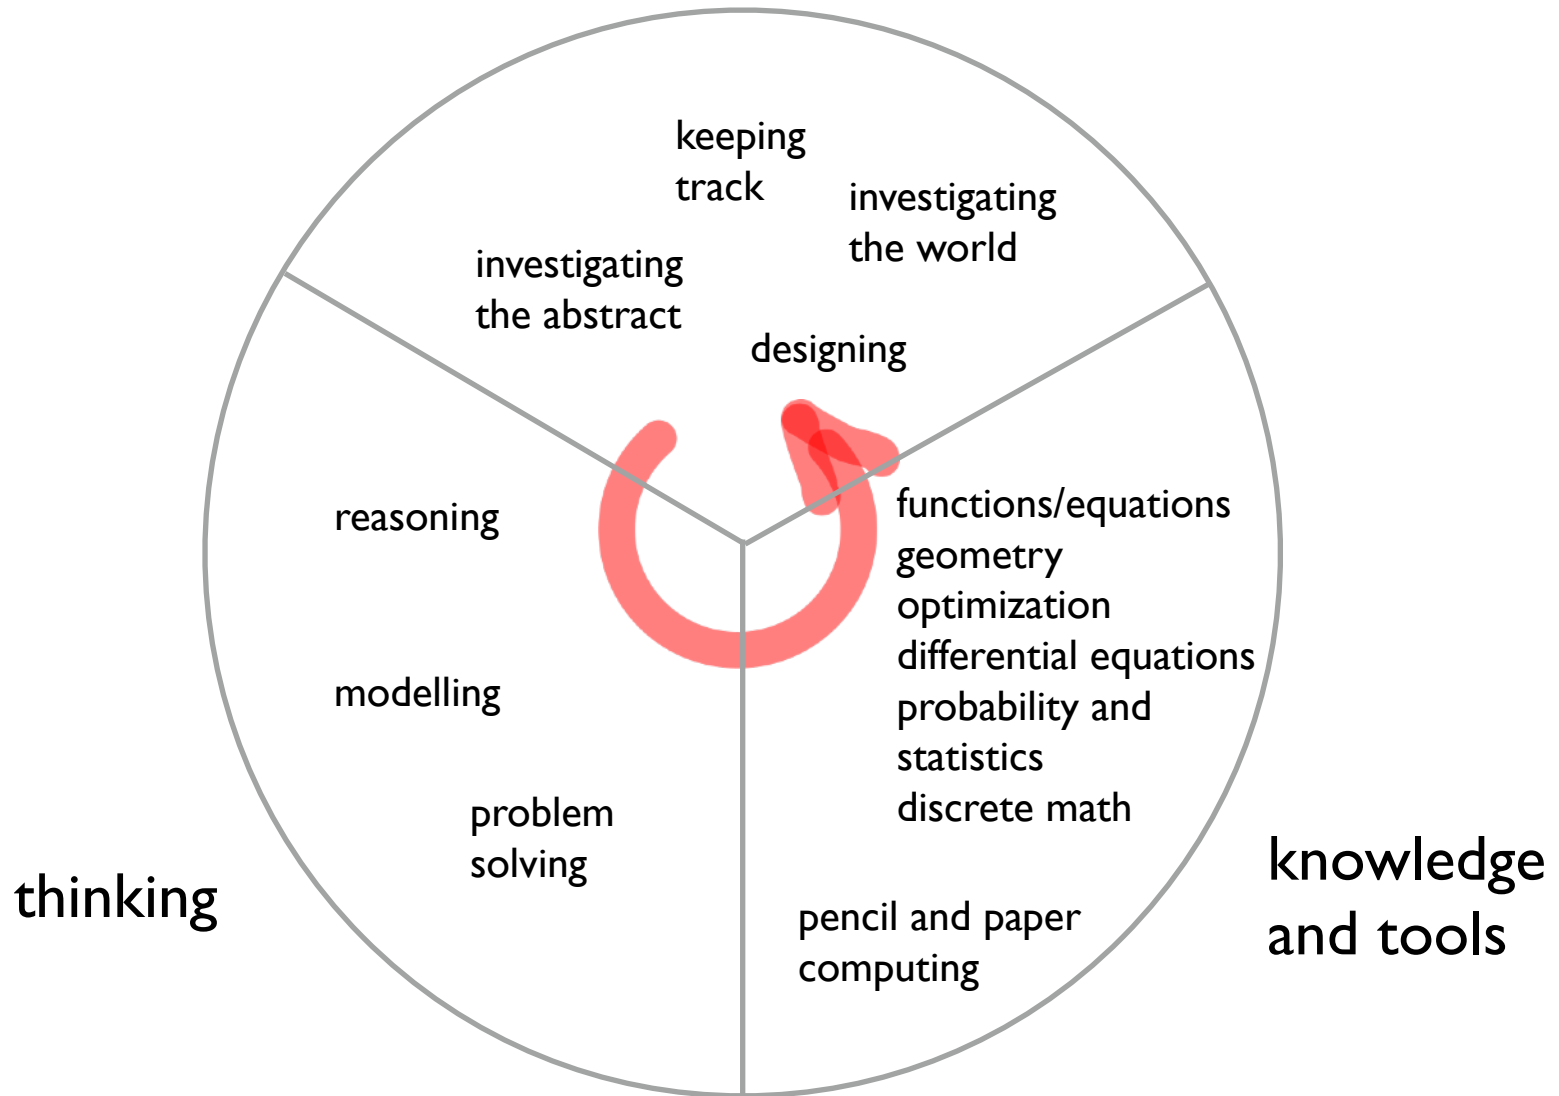 keeping
track
investigating
the world
investigating
the abstract
designing
reasoning
modelling
problem
solving
thinking
functions/equations
geometry
optimization
differential equations
probability and
statistics
discrete math
pencil and paper
computing
knowledge
and tools